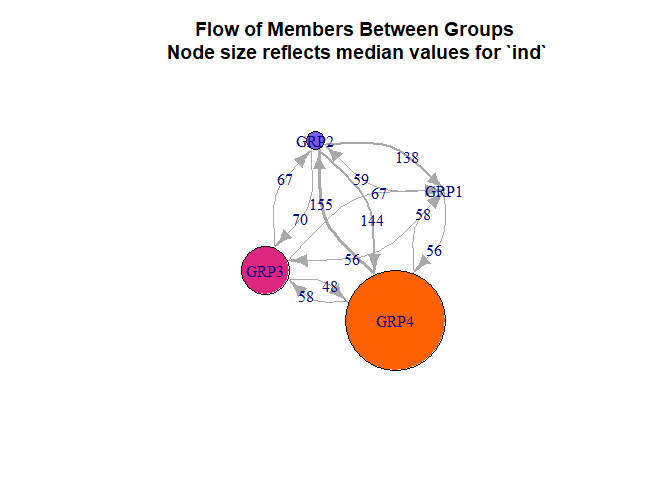 Flow of Members Between Groups
Node size reflects median values for `ind`
GRP2
138
67
59
67
GRP1
155
70
144
58
56
56
GRP3
48
58
GRP4